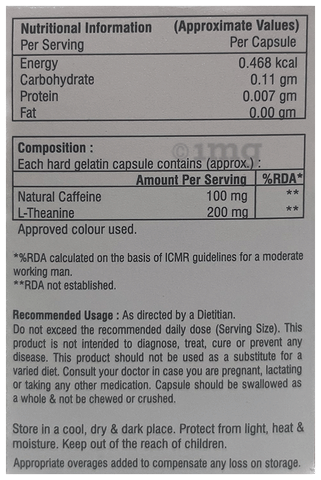 Nutritional Information (Approximate Values)
Per Serving Per Capsule
Energy 0.468 kcal
Carbohydrate 0.11 gm
Protein 0.007 gm
Fat 0.00 gm
Composition :
Each hard gelatin capsule contains (approx.) :
Amount Per Serving %RDA*
Natural Caffeine 100 mg **
L-Theanine 200 mg **
Approved colour used.
*%RDA calculated on the basis of ICMR guidelines for a moderate
working man.
**RDA not established.
Recommended Usage : As directed by a Dietitian.
Do not exceed the recommended daily dose (Serving Size). This
product is not intended to diagnose, treat, cure or prevent any
disease. This product should not be used as a substitute for a
varied diet. Consult your doctor in case you are pregnant, lactating
or taking any other medication. Capsule should be swallowed as
a whole & not be chewed or crushed.
Store in a cool, dry & dark place. Protect from light, heat &
moisture. Keep out of the reach of children.
Appropriate overages added to compensate any loss on storage.